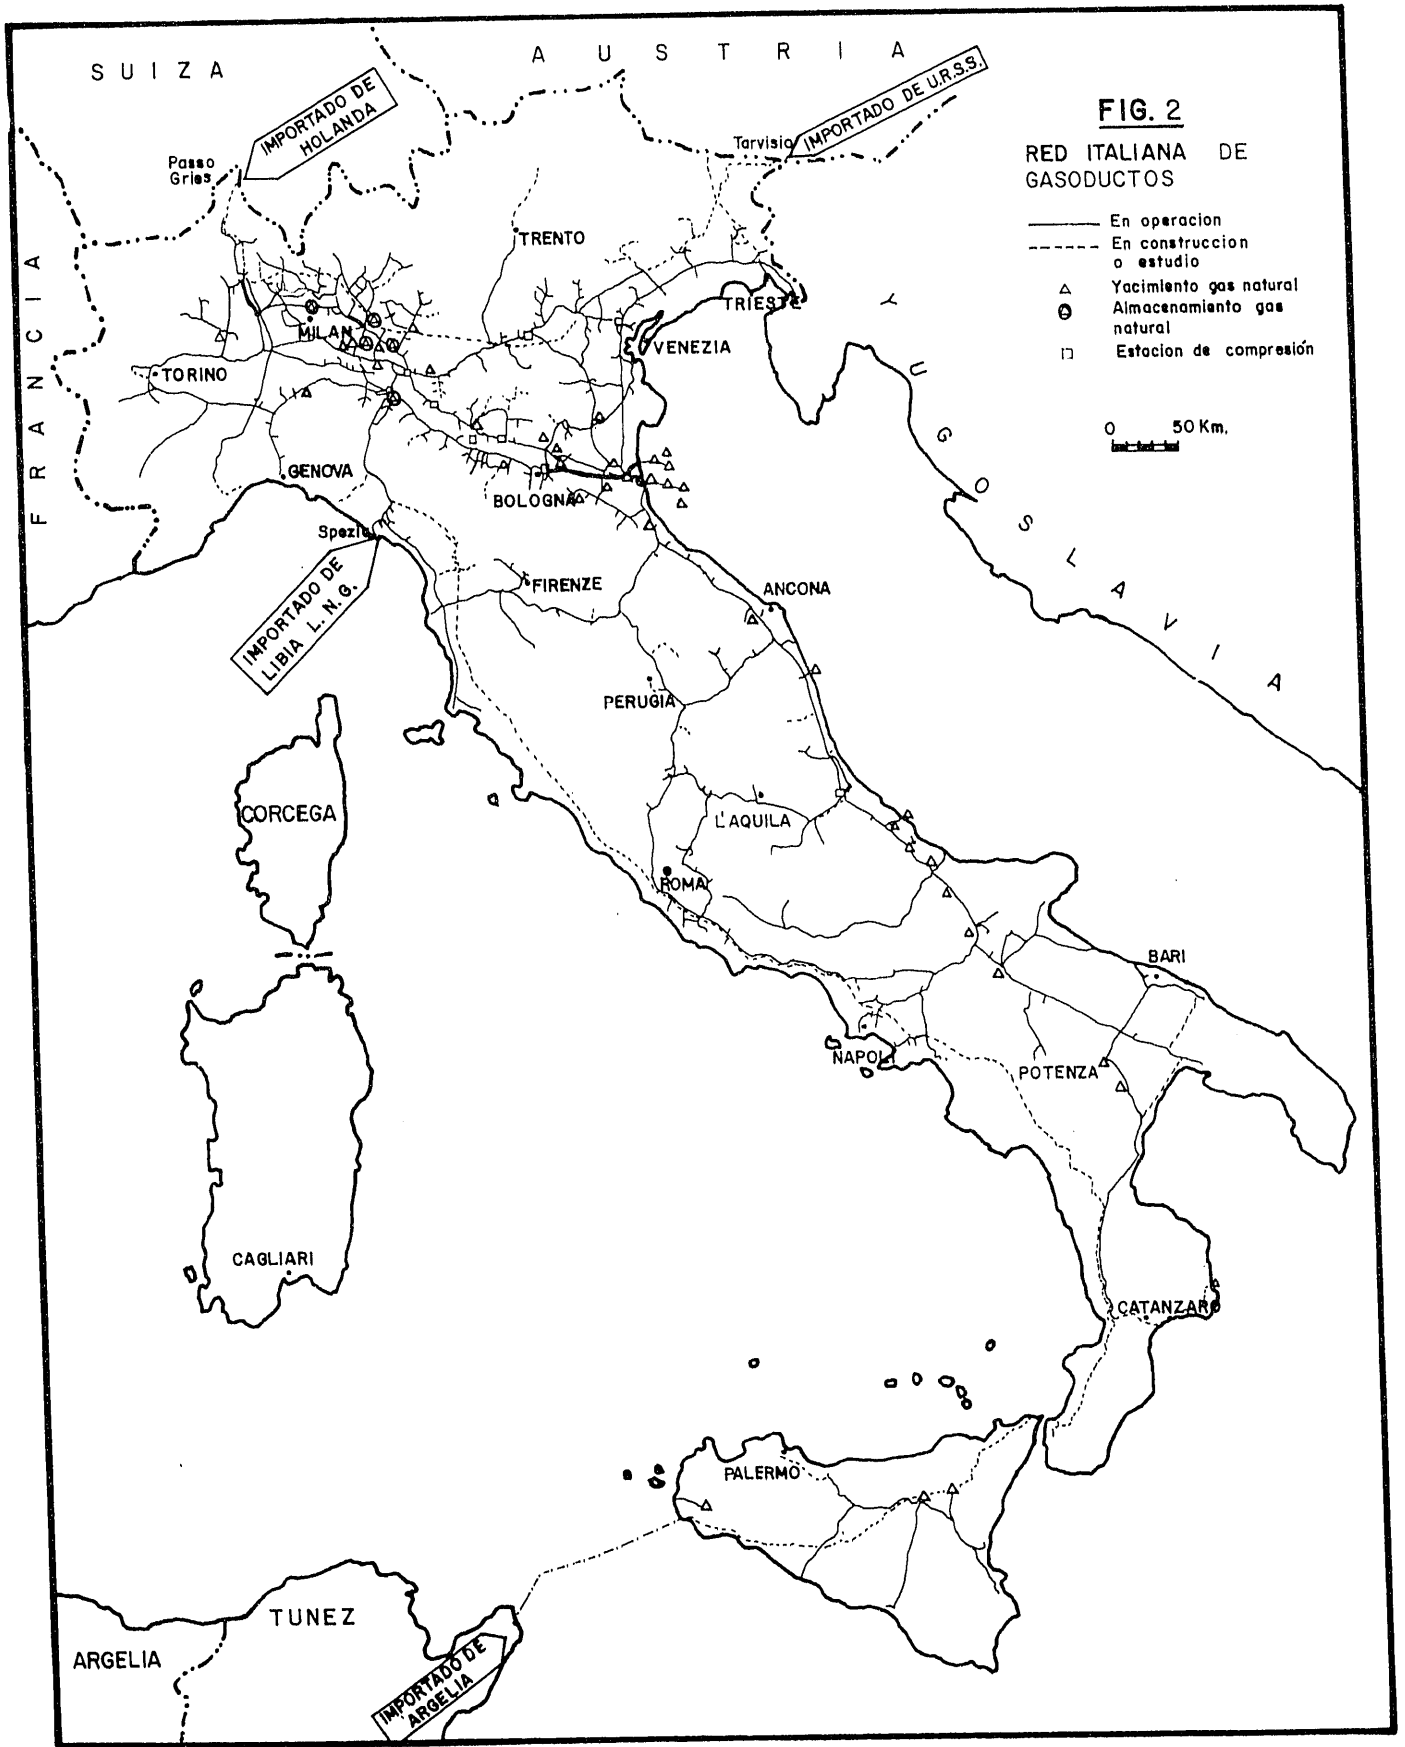 SUIZA
AUSTRIA
IMPORTADO DE
HOLANDA
IMPORTADO DE U.R.S.S.
Passo
Gries
Tarvisio
FIG. 2
RED ITALIANA DE
GASODUCTOS
En operacion
En construccion
o estudio
Yacimiento gas natural
Almacenamiento gas
natural
Estacion de compresión
0 50 Km.
FRANCIA
YUGOSLAVIA
TRENTO
TRIESTE
MILAN
VENEZIA
TORINO
GENOVA
BOLOGNA
Spezia
IMPORTADO DE
LIBIA L.N.G.
FIRENZE
ANCONA
PERUGIA
CORCEGA
L'AQUILA
ROMA
BARI
NAPOLI
POTENZA
CAGLIARI
CATANZARO
PALERMO
TUNEZ
ARGELIA
IMPORTADO DE
ARGELIA